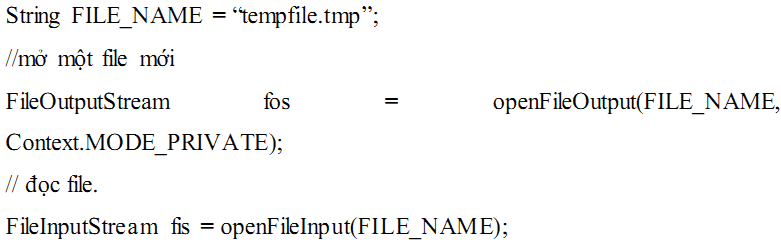 String FILE_NAME = “tempfile.tmp”;
//mở một file mới
FileOutputStream fos = openFileOutput(FILE_NAME,
Context.MODE_PRIVATE);
// đọc file.
FileInputStream fis = openFileInput(FILE_NAME);